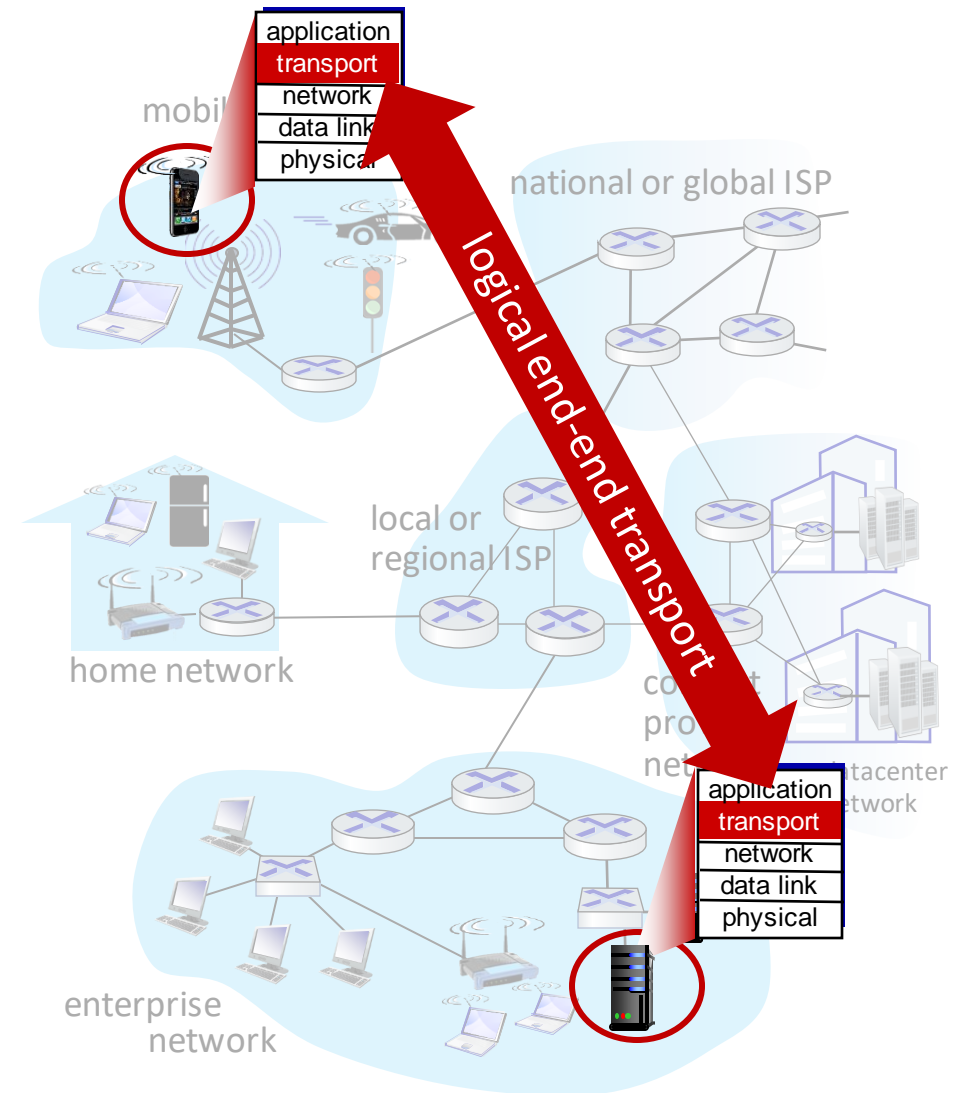 application
transport
network
data link
physical
mobil
national or global ISP
logical end-end transport
local or
regional ISP
home network
application
transport
network
data link
physical
enterprise
network